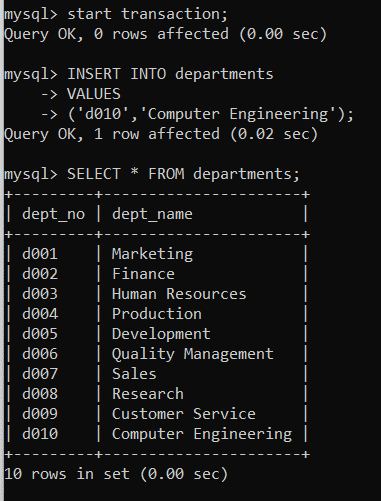 mysql> start transaction;
Query OK, 0 rows affected (0.00 sec)
mysql> INSERT INTO departments
    -> VALUES
    -> ('d010','Computer Engineering');
Query OK, 1 row affected (0.02 sec)
mysql> SELECT * FROM departments;
+---------+----------------------+
| dept_no | dept_name            |
+---------+----------------------+
| d001    | Marketing            |
| d002    | Finance              |
| d003    | Human Resources      |
| d004    | Production           |
| d005    | Development          |
| d006    | Quality Management   |
| d007    | Sales                |
| d008    | Research             |
| d009    | Customer Service     |
| d010    | Computer Engineering |
+---------+----------------------+
10 rows in set (0.00 sec)